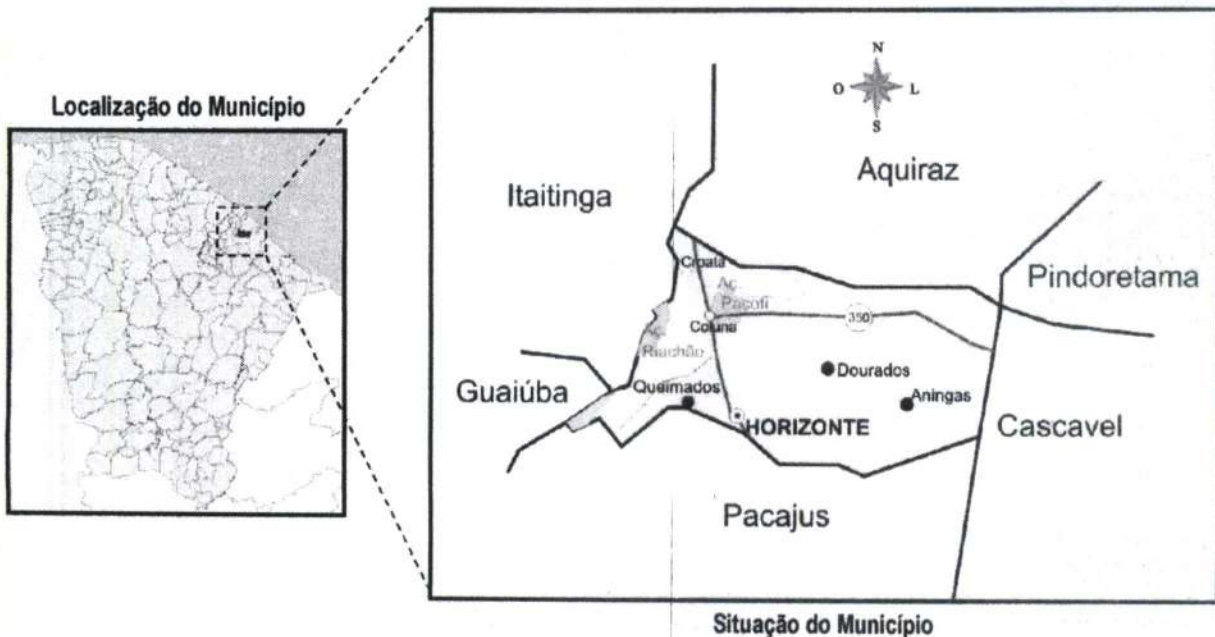 Localização do Município
N
O
L
S
Itaitinga
Aquiraz
Pindoretama
Croatá
Aç.
Pacoti
Coluna
350
Aç.
Riachão
Dourados
Guaiúba
Queimados
Aningas
HORIZONTE
Cascavel
Pacajus
Situação do Município